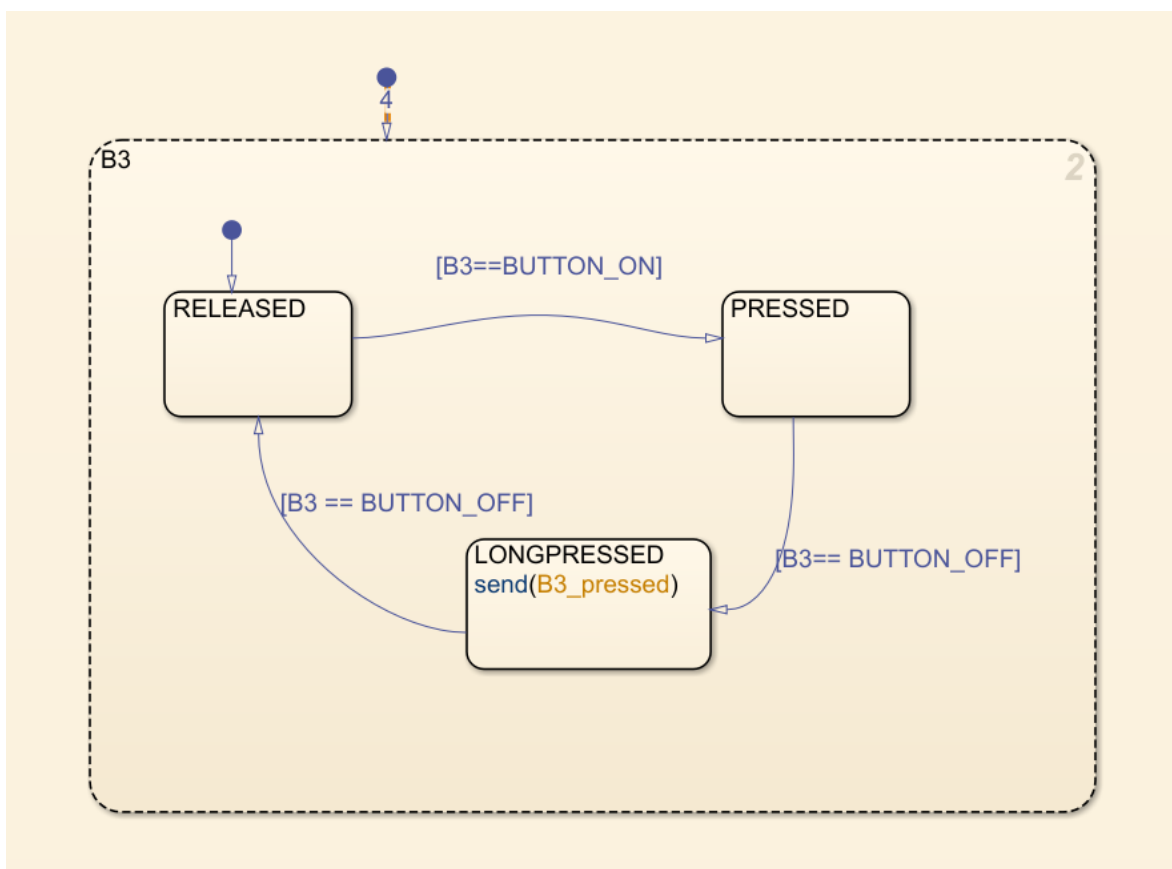 4
B3
2
[B3==BUTTON_ON]
RELEASED
PRESSED
[B3 == BUTTON_OFF]
LONGPRESSED
send(B3_pressed)
[B3== BUTTON_OFF]